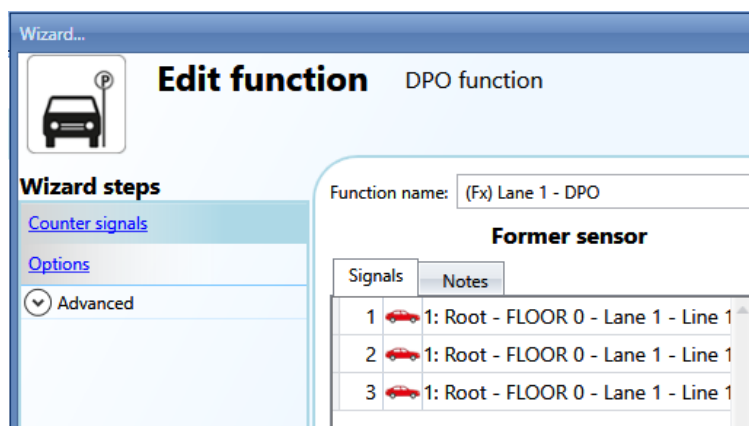 Wizard...
P
Edit function DPO function
Wizard steps
Counter signals
Options
Advanced
Function name: (Fx) Lane 1 - DPO
Former sensor
Signals Notes
1 1: Root - FLOOR 0 - Lane 1 - Line 1
2 1: Root - FLOOR 0 - Lane 1 - Line 1
3 1: Root - FLOOR 0 - Lane 1 - Line 1